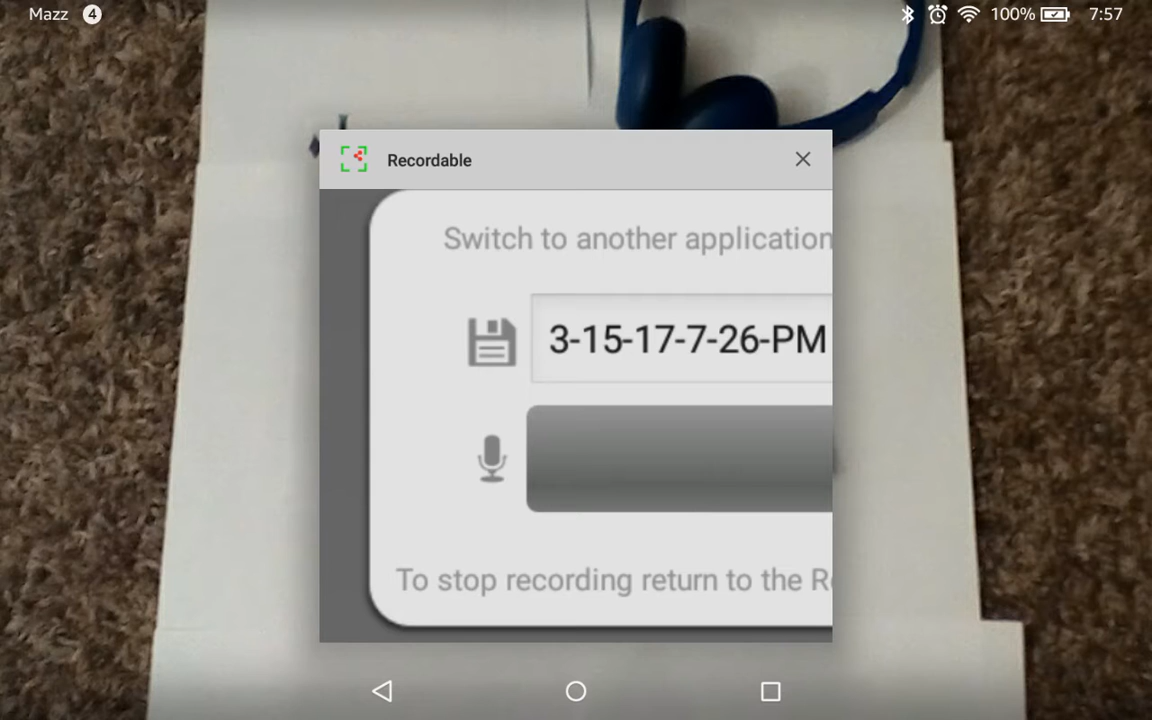 Mazz 4 100% 7:57
Recordable
Switch to another application
3-15-17-7-26-PM
To stop recording return to the